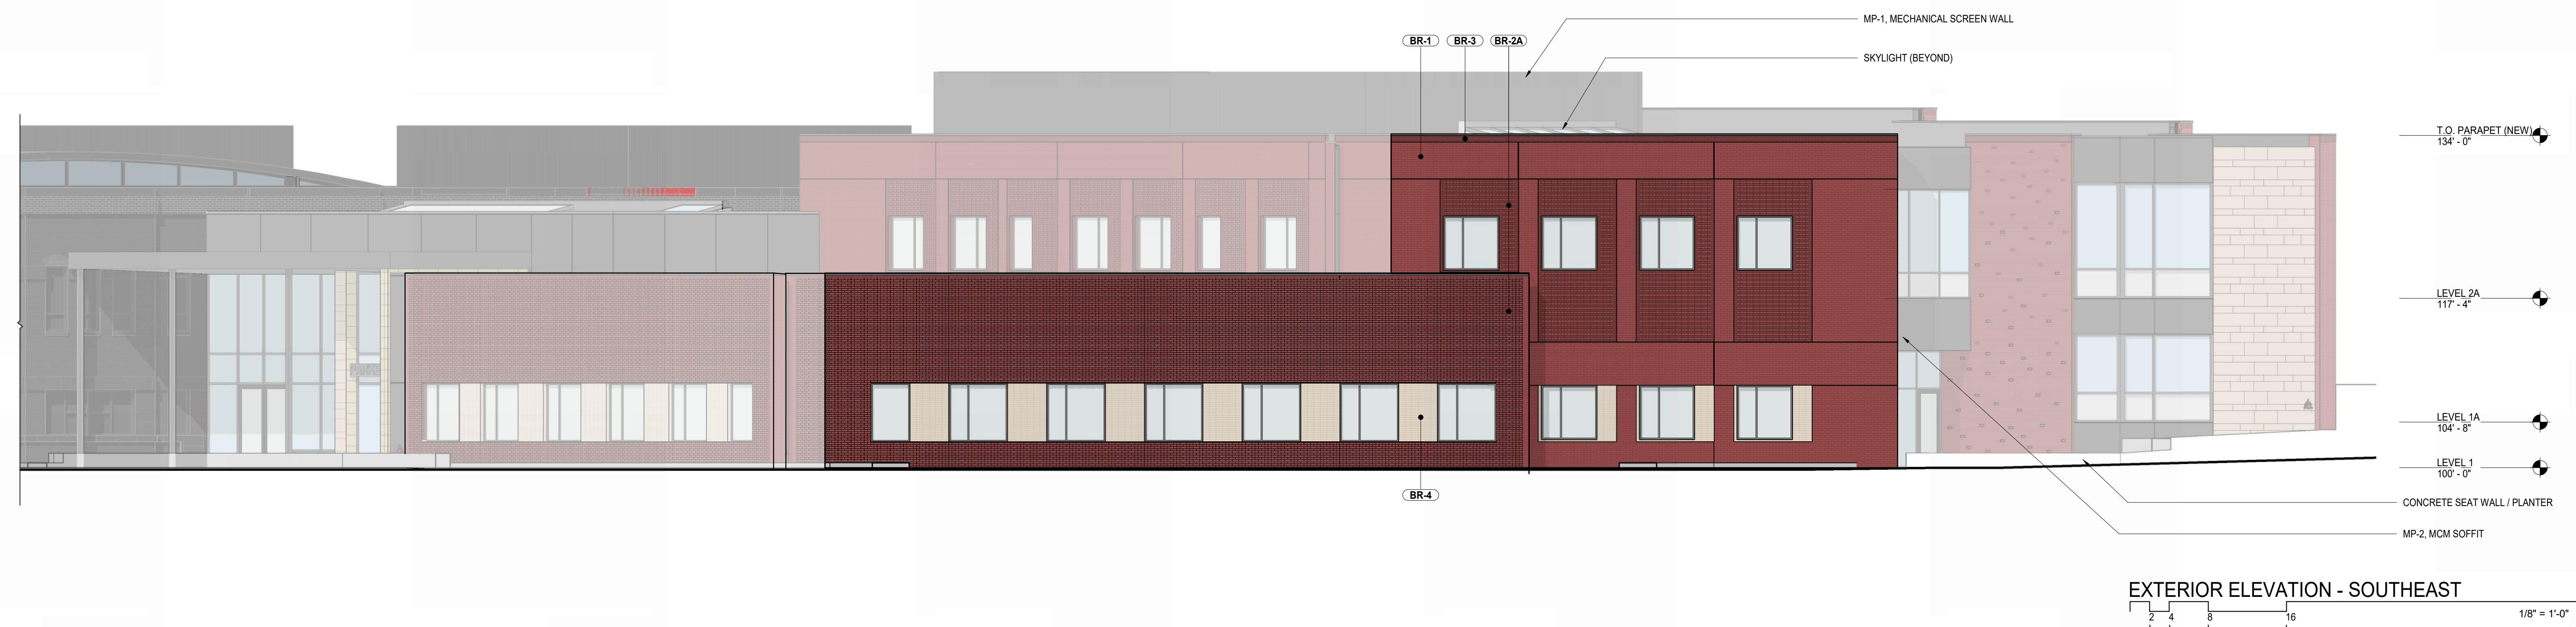 MP-1, MECHANICAL SCREEN WALL
BR-1 BR-3 BR-2A
SKYLIGHT (BEYOND)
T.O. PARAPET (NEW)
134' - 0"
LEVEL 2A
117' - 4"
LEVEL 1A
104' - 8"
LEVEL 1
100' - 0"
BR-4
CONCRETE SEAT WALL / PLANTER
MP-2, MCM SOFFIT
EXTERIOR ELEVATION - SOUTHEAST
2 4 8 16
1/8" = 1'-0"